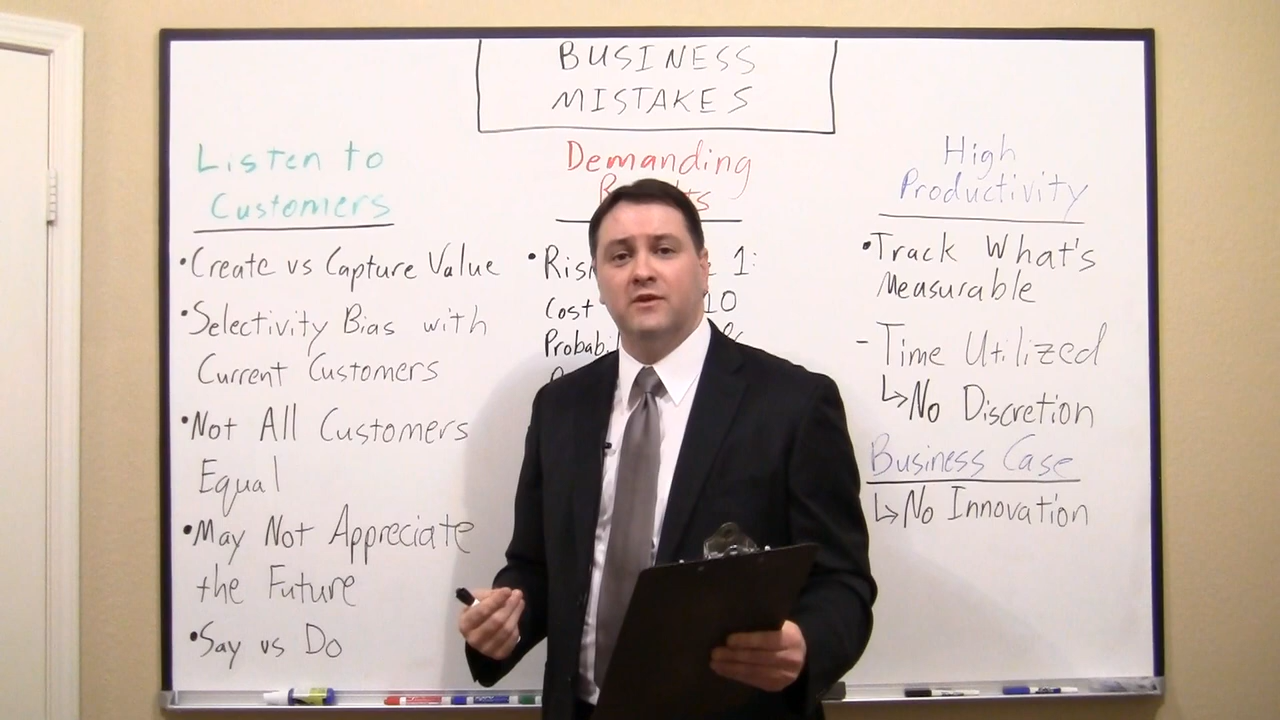 BUSINESS
MISTAKES
Listen to
Customers
•Create vs Capture Value
•Selectivity Bias with
Current Customers
•Not All Customers
Equal
•May Not Appreciate
the Future
•Say vs Do
Demanding
1:
Cost 10
High
Productivity
•Track What's
Measurable
-Time Utilized
↳No Discretion
Business Case
↳No Innovation